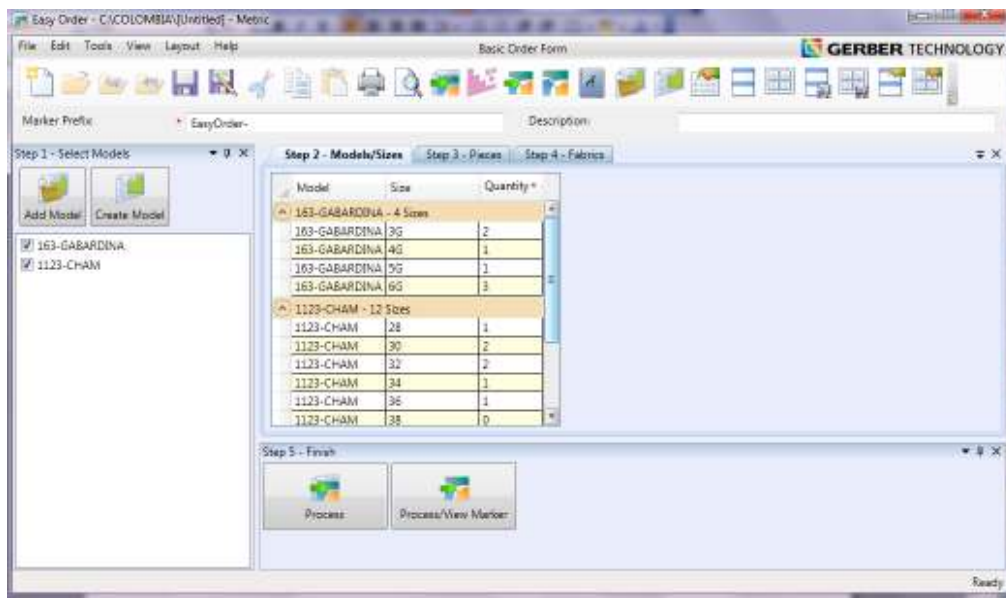 Easy Order - C:\COLOMBIA\[Untitled] - Metric
File Edit Tools View Layout Help
Basic Order Form
GERBER TECHNOLOGY
Marker Prefix * EasyOrder-
Description:
Step 1 - Select Models
Add Model Create Model
163-GABARDINA
1123-CHAM
Step 2 - Models/Sizes Step 3 - Pieces Step 4 - Fabrics
Model Size Quantity *
163-GABARDINA - 4 Sizes
163-GABARDINA 3G 2
163-GABARDINA 4G 1
163-GABARDINA 5G 1
163-GABARDINA 6G 3
1123-CHAM - 12 Sizes
1123-CHAM 28 1
1123-CHAM 30 2
1123-CHAM 32 2
1123-CHAM 34 1
1123-CHAM 36 1
1123-CHAM 38 0
Step 5 - Finish
Process Process/View Marker
Ready